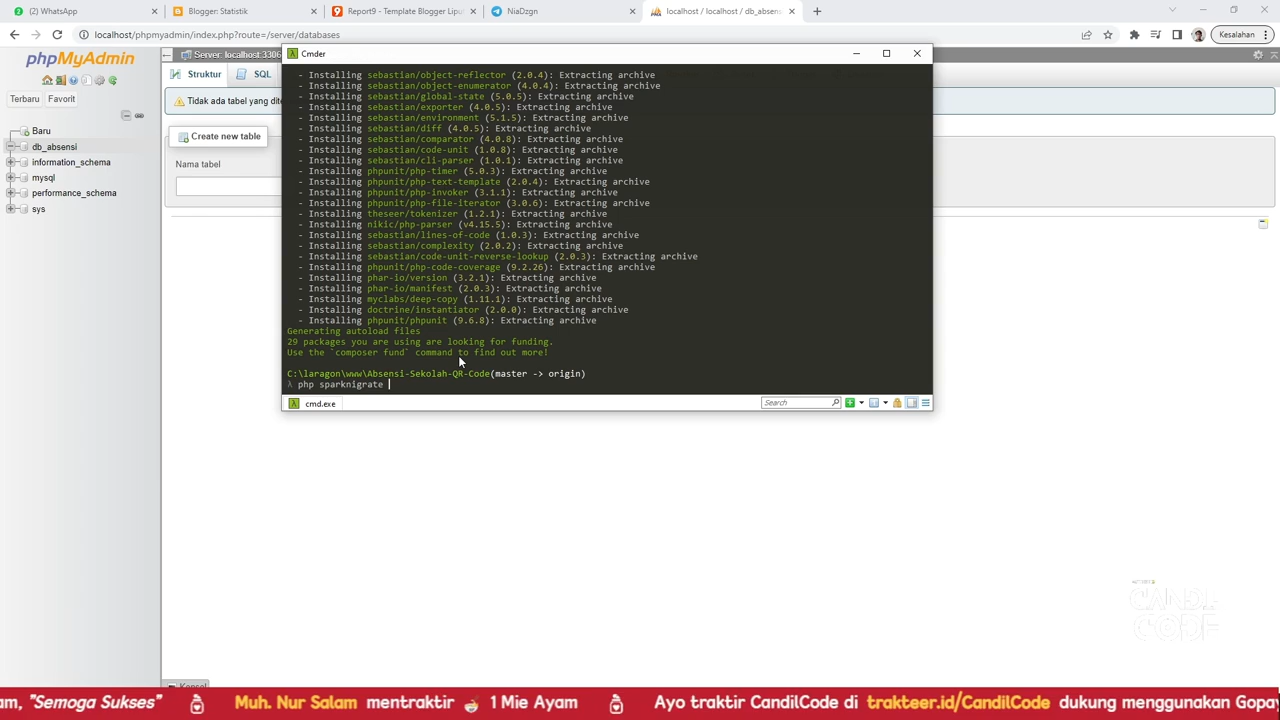 (2) WhatsApp
Blogger: Statistik
Report9 - Template Blogger Lipu
NiaDzgn
localhost / localhost / db_absens
localhost/phpmyadmin/index.php?route=/server/databases
Kesalahan
phpMyAdmin
Terbaru
Favorit
Baru
db_absensi
information_schema
mysql
performance_schema
sys
Server: localhost:3306
Struktur
SQL
Tidak ada tabel yang dite
Create new table
Nama tabel
Cmder
- Installing sebastian/object-reflector (2.0.4): Extracting archive
- Installing sebastian/object-enumerator (4.0.4): Extracting archive
- Installing sebastian/global-state (5.0.5): Extracting archive
- Installing sebastian/exporter (4.0.5): Extracting archive
- Installing sebastian/environment (5.1.5): Extracting archive
- Installing sebastian/diff (4.0.5): Extracting archive
- Installing sebastian/comparator (4.0.8): Extracting archive
- Installing sebastian/code-unit (1.0.8): Extracting archive
- Installing sebastian/cli-parser (1.0.1): Extracting archive
- Installing phpunit/php-timer (5.0.3): Extracting archive
- Installing phpunit/php-text-template (2.0.4): Extracting archive
- Installing phpunit/php-invoker (3.1.1): Extracting archive
- Installing phpunit/php-file-iterator (3.0.6): Extracting archive
- Installing theseer/tokenizer (1.2.1): Extracting archive
- Installing nikic/php-parser (v4.15.5): Extracting archive
- Installing sebastian/lines-of-code (1.0.3): Extracting archive
- Installing sebastian/complexity (2.0.2): Extracting archive
- Installing sebastian/code-unit-reverse-lookup (2.0.3): Extracting archive
- Installing phpunit/php-code-coverage (9.2.26): Extracting archive
- Installing phar-io/version (3.2.1): Extracting archive
- Installing phar-io/manifest (2.0.3): Extracting archive
- Installing myclabs/deep-copy (1.11.1): Extracting archive
- Installing doctrine/instantiator (2.0.0): Extracting archive
- Installing phpunit/phpunit (9.6.8): Extracting archive
Generating autoload files
29 packages you are using are looking for funding.
Use the `composer fund` command to find out more!
C:\laragon\www\Absensi-Sekolah-QR-Code(master -> origin)
λ php sparknigrate
cmd.exe
Search
CANDIL
CODE
Konsol
am, "Semoga Sukses" Muh. Nur Salam mentraktir 1 Mie Ayam Ayo traktir CandilCode di trakteer.id/CandilCode dukung menggunakan Gopay